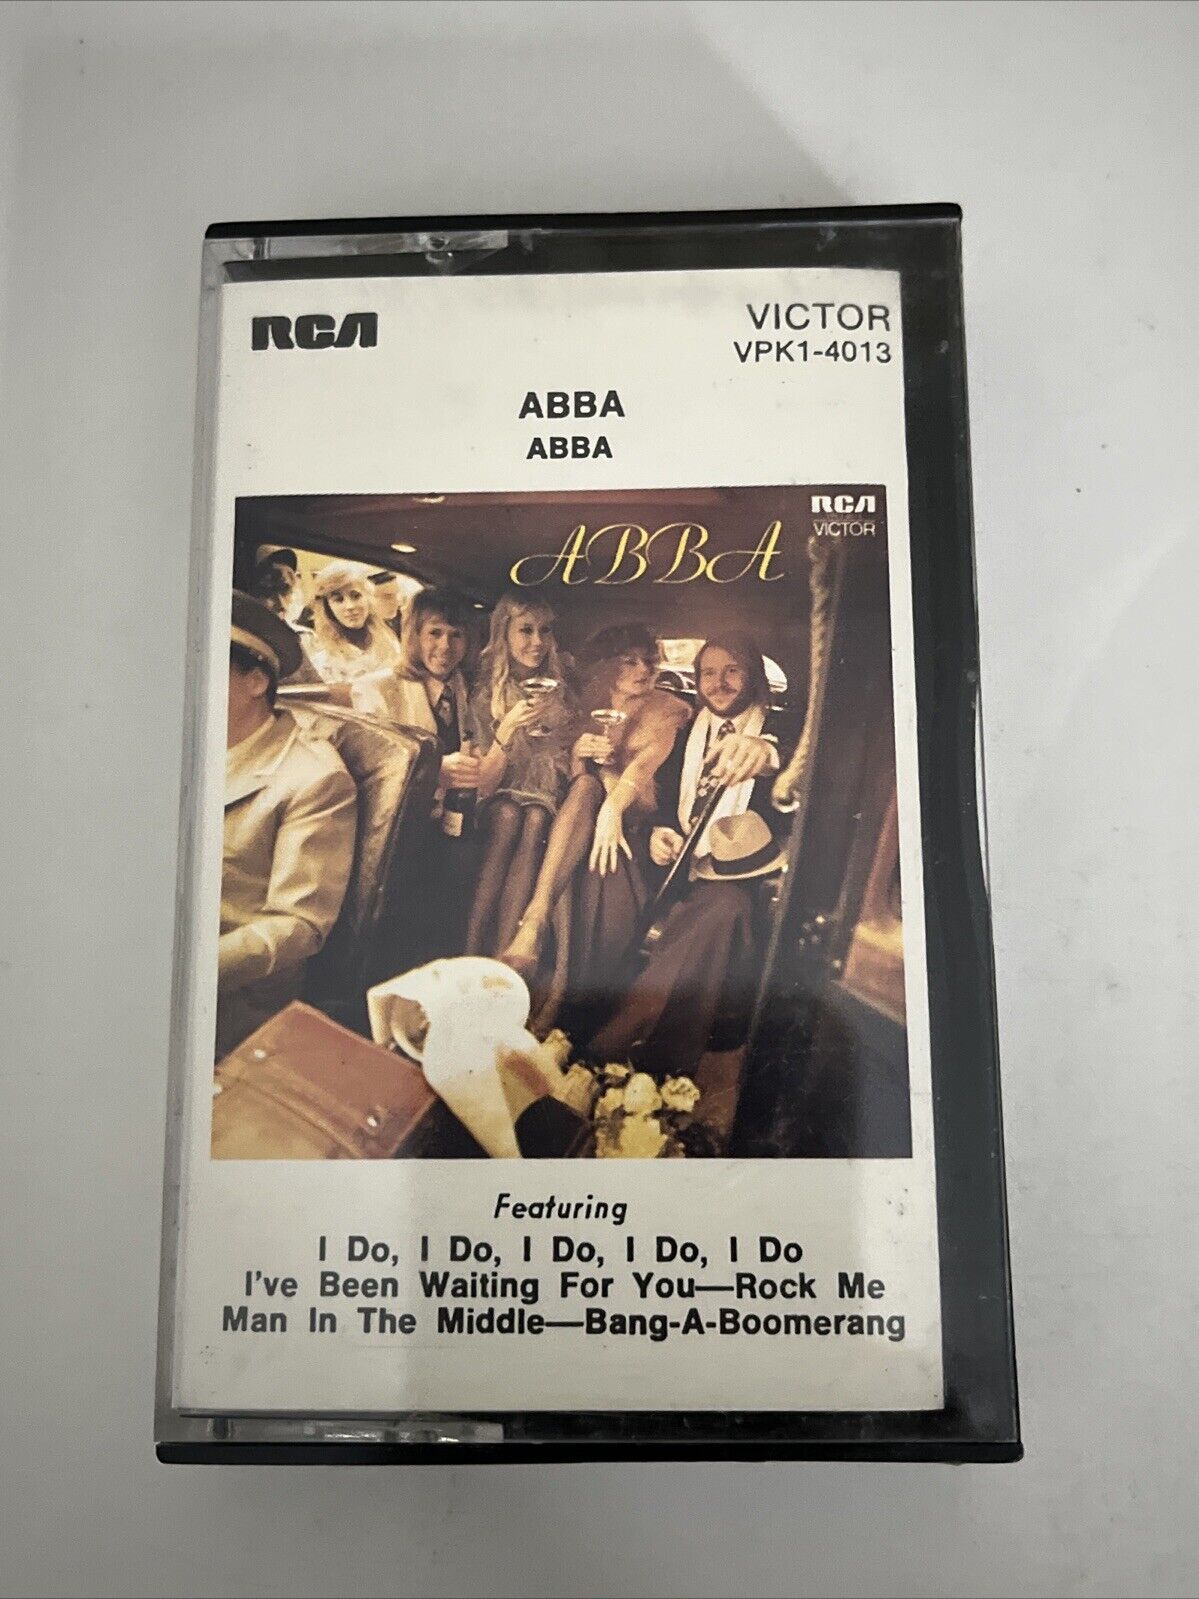 RCA
VICTOR
VPK1-4013
ABBA
ABBA
RCA
VICTOR
ABBA
Featuring
I Do, I Do, I Do, I Do, I Do
I've Been Waiting For You—Rock Me
Man In The Middle—Bang-A-Boomerang